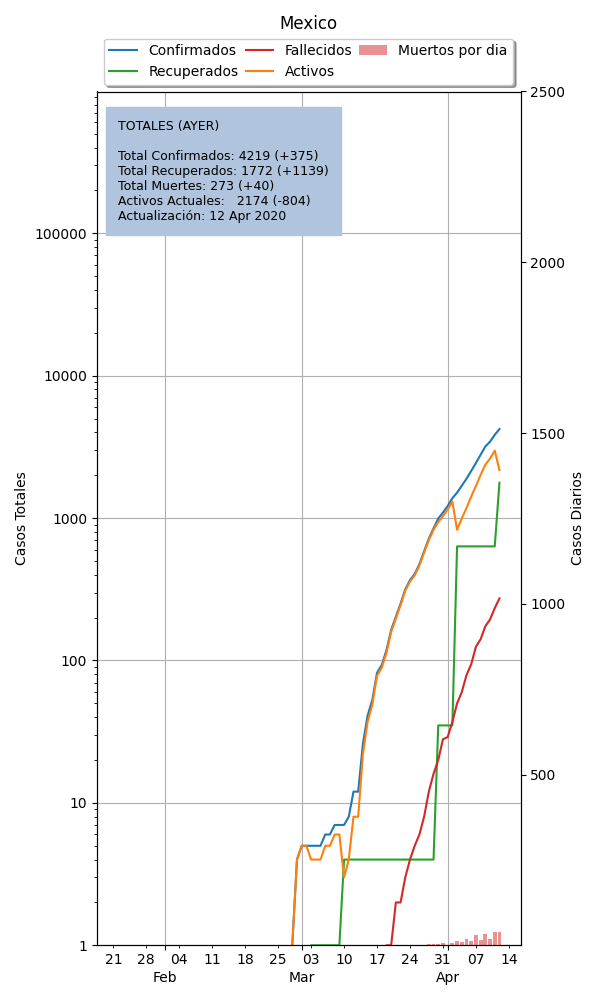 Mexico
Confirmados Fallecidos Muertos por dia
Recuperados Activos
TOTALES (AYER)
Total Confirmados: 4219 (+375)
Total Recuperados: 1772 (+1139)
Total Muertes: 273 (+40)
Activos Actuales: 2174 (-804)
Actualización: 12 Apr 2020
Casos Totales
100000
10000
1000
100
10
1
2500
2000
1500
1000
500
Casos Diarios
21 28 04 11 18 25 03 10 17 24 31 07 14
Feb Mar Apr